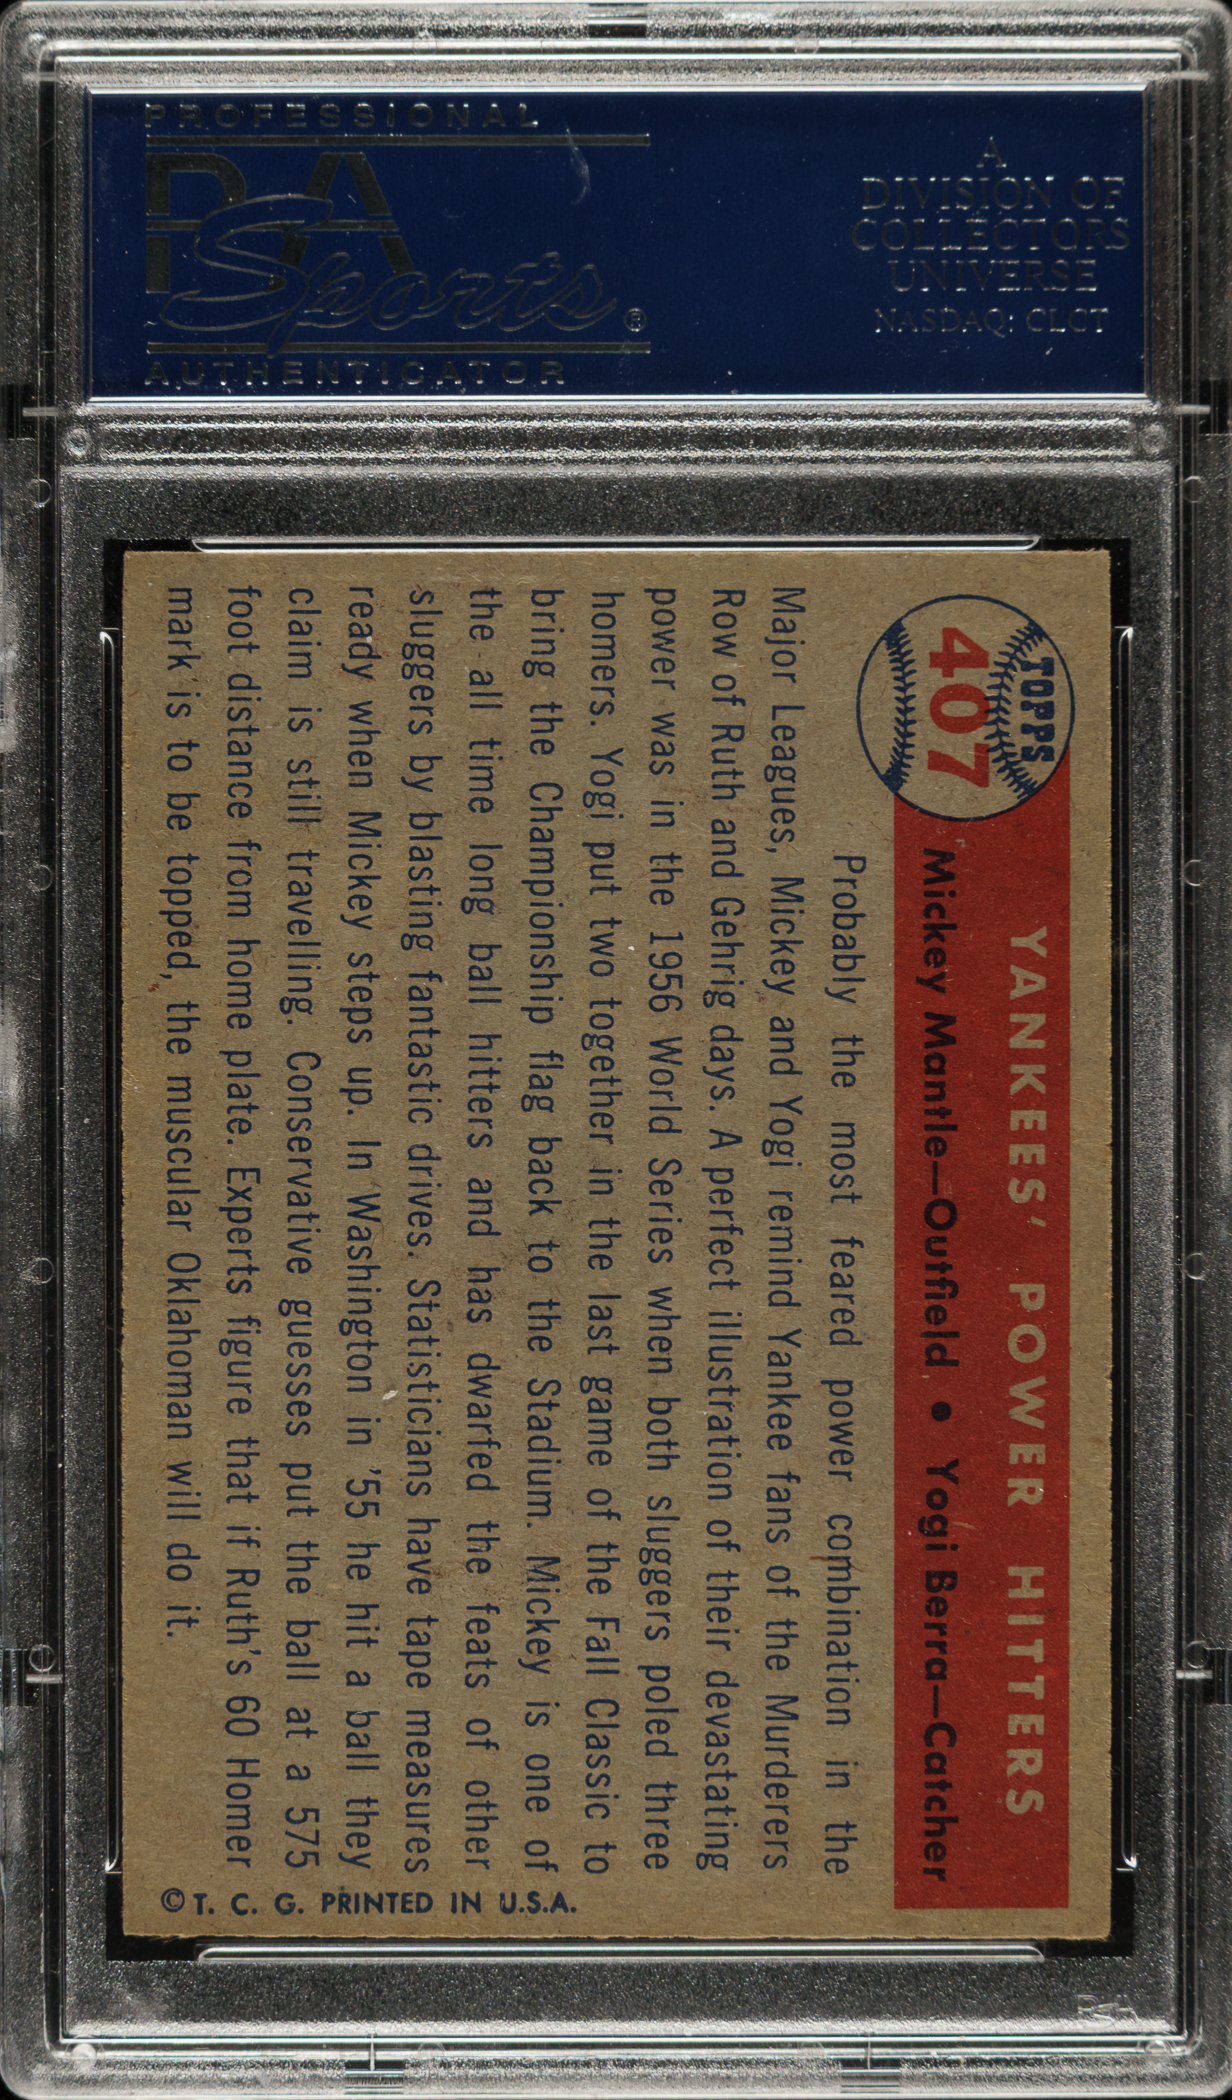 PROFESSIONAL
PSA
Sports®
AUTHENTICATOR
A
DIVISION OF
COLLECTORS
UNIVERSE
NASDAQ: CLCT
TOPPS
407
YANKEES' POWER HITTERS
Mickey Mantle—Outfield • Yogi Berra—Catcher
Probably the most feared power combination in the
Major Leagues, Mickey and Yogi remind Yankee fans of the Murderers
Row of Ruth and Gehrig days. A perfect illustration of their devastating
power was in the 1956 World Series when both sluggers poled three
homers. Yogi put two together in the last game of the Fall Classic to
bring the Championship flag back to the Stadium. Mickey is one of
the all time long ball hitters and has dwarfed the feats of other
sluggers by blasting fantastic drives. Statisticians have tape measures
ready when Mickey steps up. In Washington in '55 he hit a ball they
claim is still travelling. Conservative guesses put the ball at a 575
foot distance from home plate. Experts figure that if Ruth's 60 Homer
mark is to be topped, the muscular Oklahoman will do it.
©T. C. G. PRINTED IN U.S.A.